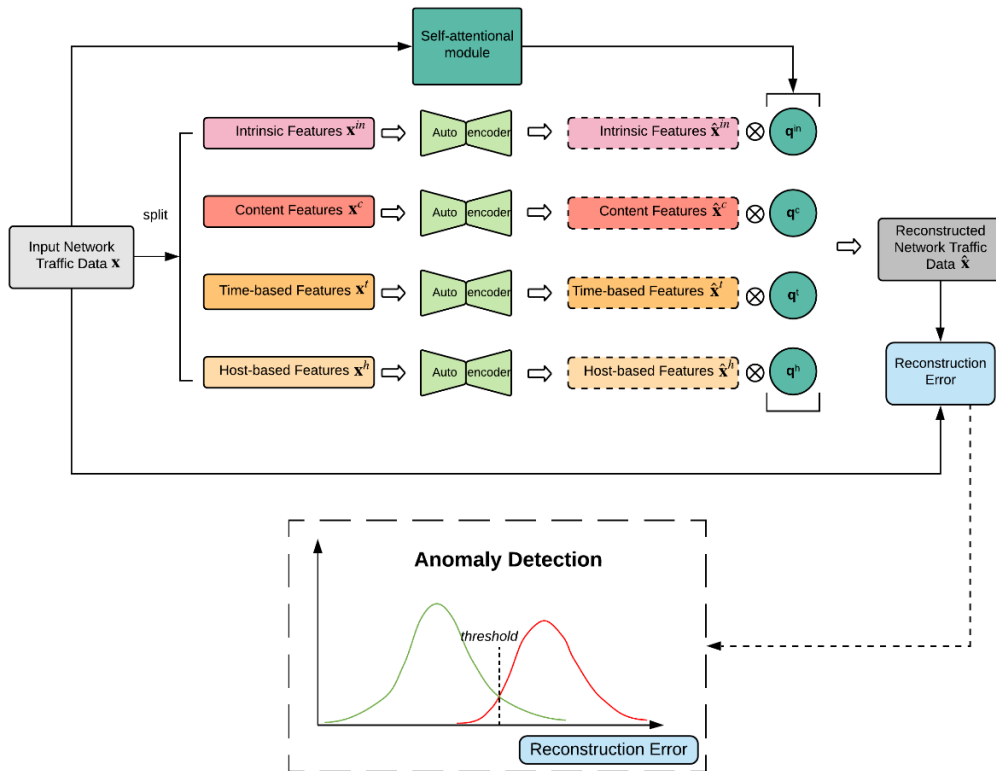 Self-attentional
module
Intrinsic Features x^in
Auto encoder
Intrinsic Features x̂^in
⊗
q^in
split
Content Features x^c
Auto encoder
Content Features x̂^c
⊗
q^c
Input Network
Traffic Data x
Reconstructed
Network Traffic
Data x̂
Time-based Features x^t
Auto encoder
Time-based Features x̂^t
⊗
q^t
Host-based Features x^h
Auto encoder
Host-based Features x̂^h
⊗
q^h
Reconstruction
Error
Anomaly Detection
threshold
Reconstruction Error